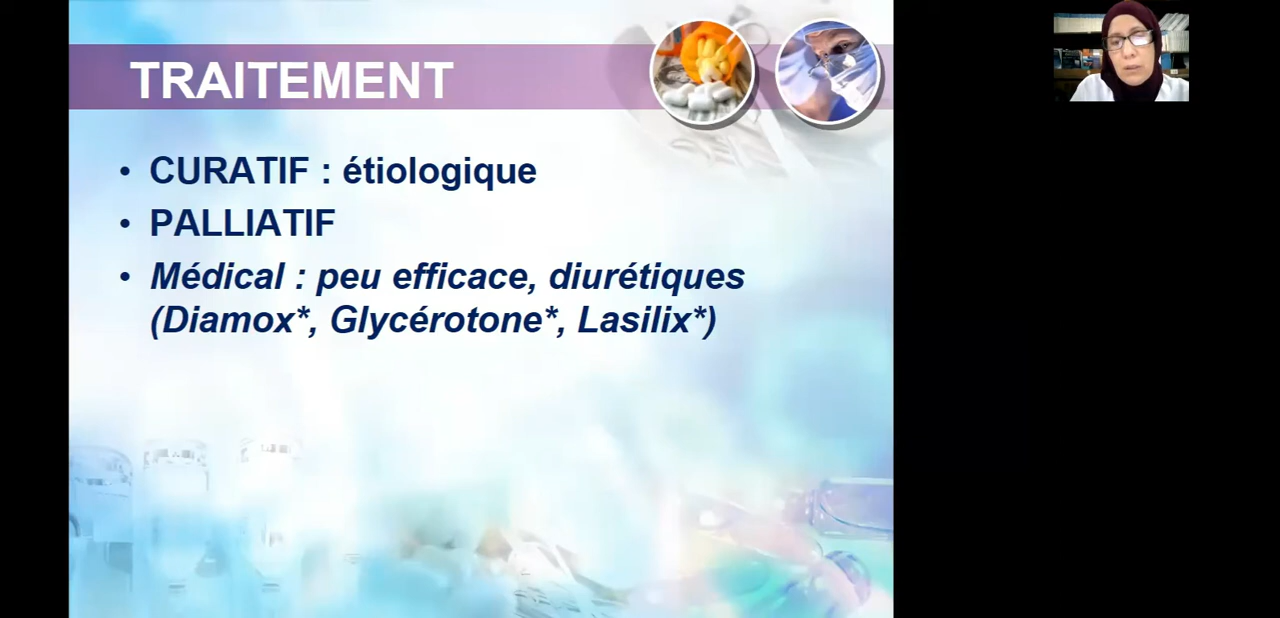 TRAITEMENT
• CURATIF : étiologique
• PALLIATIF
• Médical : peu efficace, diurétiques
(Diamox*, Glycérotone*, Lasilix*)